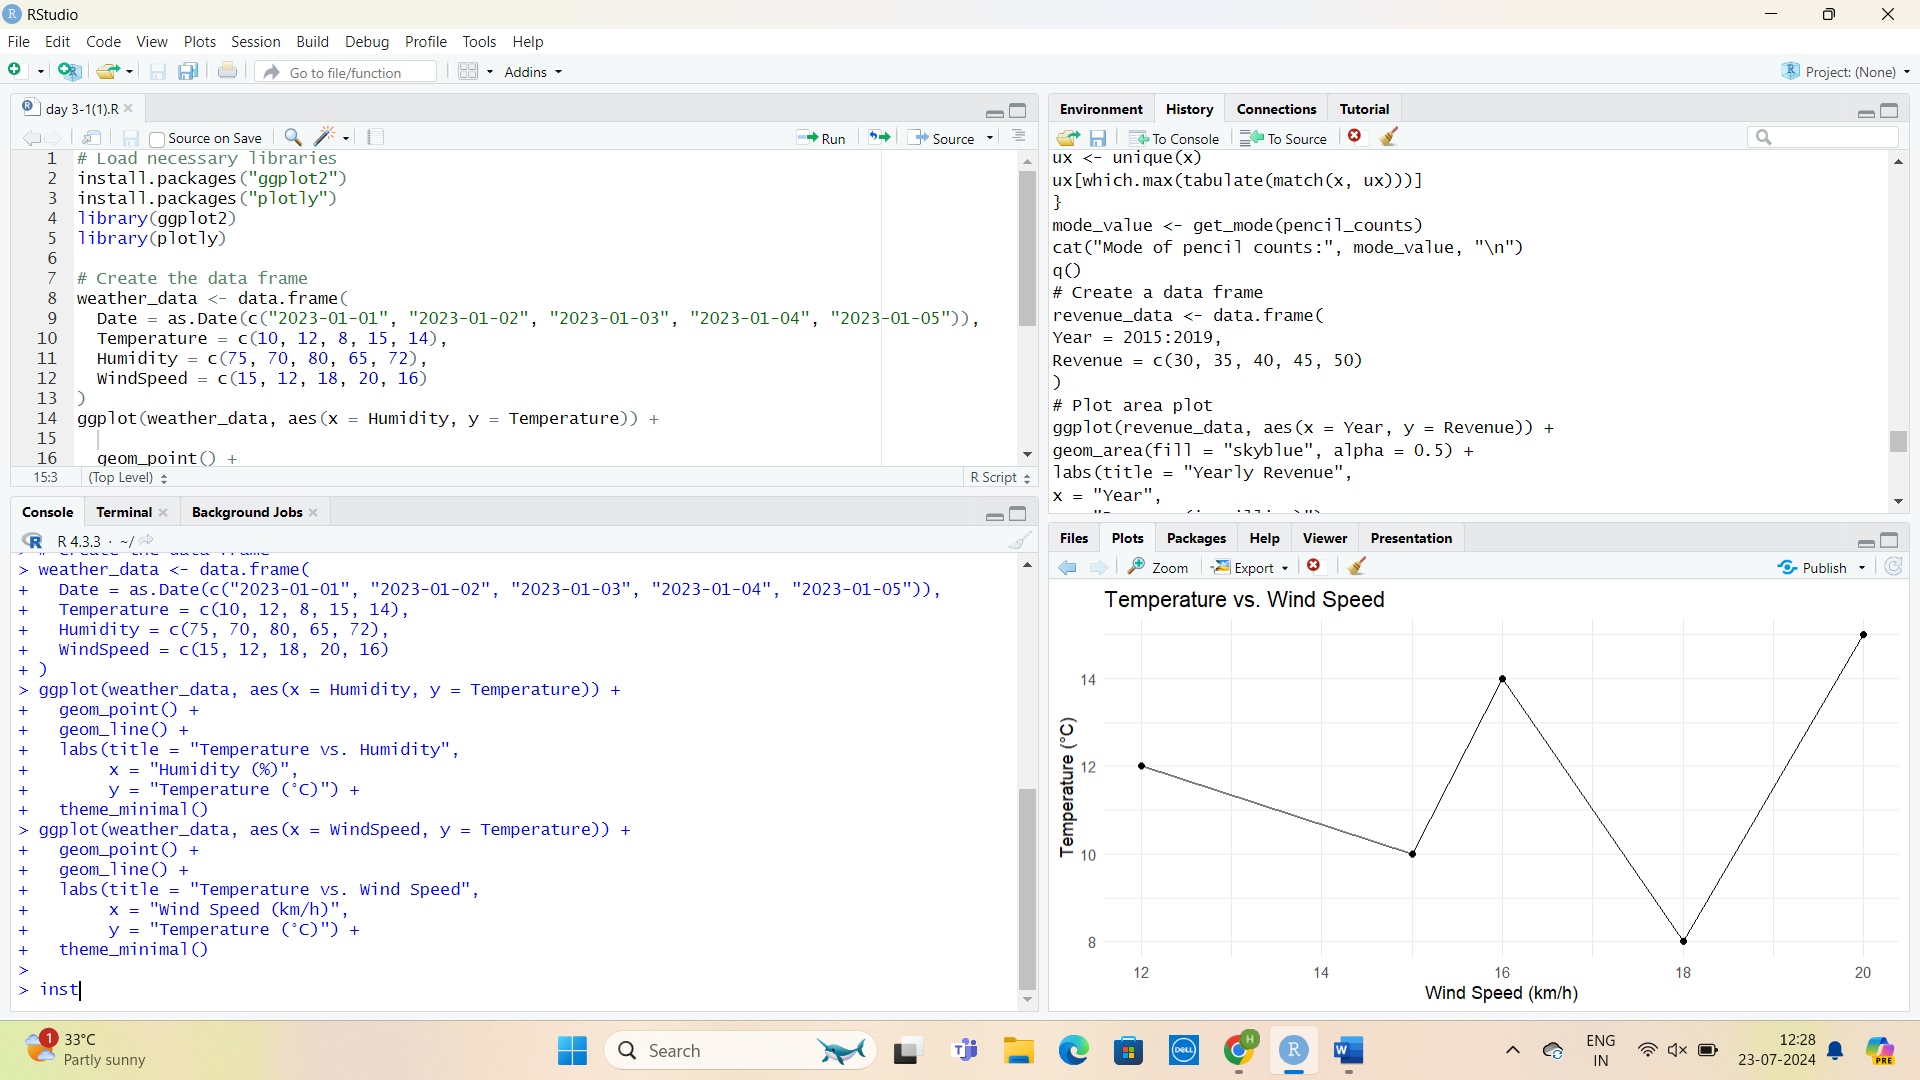 RStudio
File Edit Code View Plots Session Build Debug Profile Tools Help
Go to file/function Addins Project: (None)
day 3-1(1).R
Source on Save Run Source
1 # Load necessary libraries
2 install.packages("ggplot2")
3 install.packages("plotly")
4 library(ggplot2)
5 library(plotly)
6
7 # Create the data frame
8 weather_data <- data.frame(
9 Date = as.Date(c("2023-01-01", "2023-01-02", "2023-01-03", "2023-01-04", "2023-01-05")),
10 Temperature = c(10, 12, 8, 15, 14),
11 Humidity = c(75, 70, 80, 65, 72),
12 WindSpeed = c(15, 12, 18, 20, 16)
13 )
14 ggplot(weather_data, aes(x = Humidity, y = Temperature)) +
15
16 geom_point() +
15:3 (Top Level) R Script
Console Terminal Background Jobs
R 4.3.3 · ~/
> # Create the data frame
> weather_data <- data.frame(
+ Date = as.Date(c("2023-01-01", "2023-01-02", "2023-01-03", "2023-01-04", "2023-01-05")),
+ Temperature = c(10, 12, 8, 15, 14),
+ Humidity = c(75, 70, 80, 65, 72),
+ WindSpeed = c(15, 12, 18, 20, 16)
+ )
> ggplot(weather_data, aes(x = Humidity, y = Temperature)) +
+ geom_point() +
+ geom_line() +
+ labs(title = "Temperature vs. Humidity",
+ x = "Humidity (%)",
+ y = "Temperature (°C)") +
+ theme_minimal()
> ggplot(weather_data, aes(x = WindSpeed, y = Temperature)) +
+ geom_point() +
+ geom_line() +
+ labs(title = "Temperature vs. Wind Speed",
+ x = "Wind Speed (km/h)",
+ y = "Temperature (°C)") +
+ theme_minimal()
>
> inst
Environment History Connections Tutorial
To Console To Source
ux <- unique(x)
ux[which.max(tabulate(match(x, ux)))]
}
mode_value <- get_mode(pencil_counts)
cat("Mode of pencil counts:", mode_value, "\n")
q()
# Create a data frame
revenue_data <- data.frame(
Year = 2015:2019,
Revenue = c(30, 35, 40, 45, 50)
)
# Plot area plot
ggplot(revenue_data, aes(x = Year, y = Revenue)) +
geom_area(fill = "skyblue", alpha = 0.5) +
labs(title = "Yearly Revenue",
x = "Year",
Files Plots Packages Help Viewer Presentation
Zoom Export Publish
Temperature vs. Wind Speed
Temperature (°C)
14
12
10
8
12 14 16 18 20
Wind Speed (km/h)
1 33°C
Partly sunny
Search
DELL
H
R
W
PRE
ENG
IN
12:28
23-07-2024